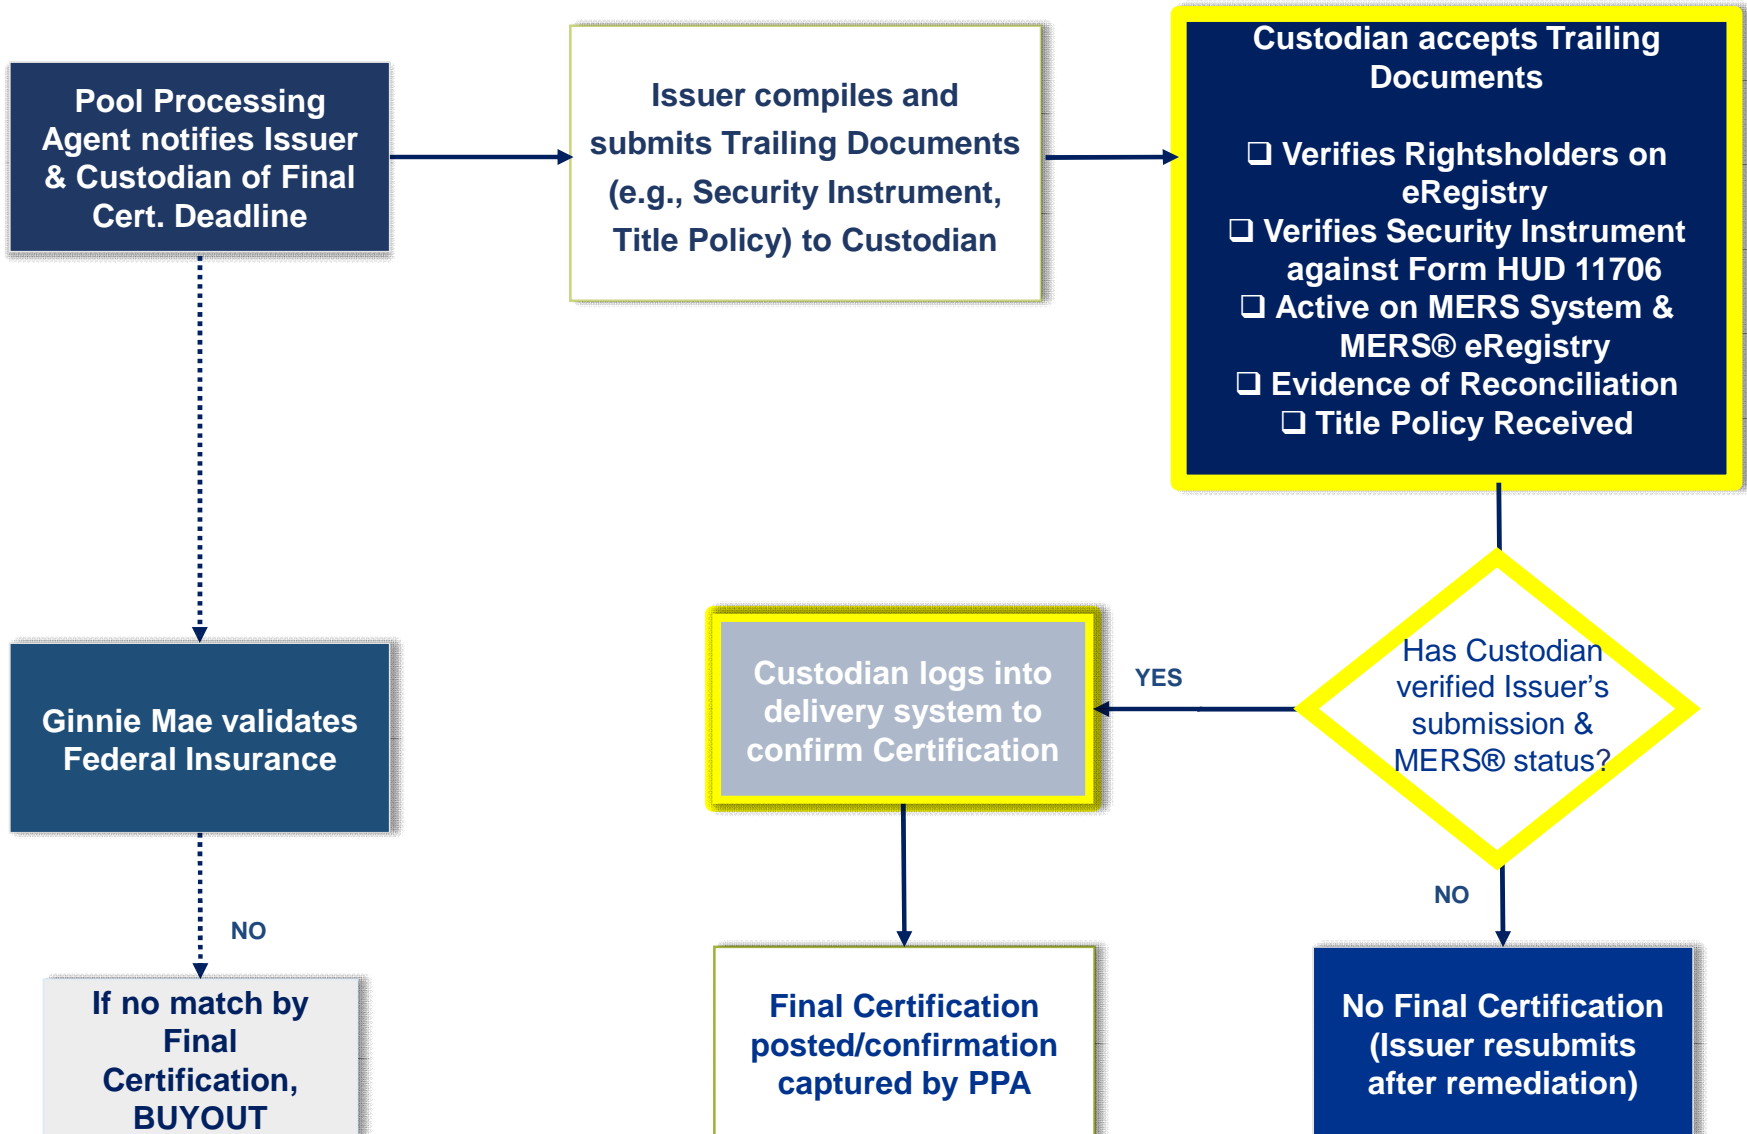 Pool Processing
Agent notifies Issuer
& Custodian of Final
Cert. Deadline
Issuer compiles and
submits Trailing Documents
(e.g., Security Instrument,
Title Policy) to Custodian
Custodian accepts Trailing
Documents
❑ Verifies Rightsholders on
eRegistry
❑ Verifies Security Instrument
against Form HUD 11706
❑ Active on MERS System &
MERS® eRegistry
❑ Evidence of Reconciliation
❑ Title Policy Received
Has Custodian
verified Issuer’s
submission &
MERS® status?
YES
Custodian logs into
delivery system to
confirm Certification
Ginnie Mae validates
Federal Insurance
NO
NO
If no match by
Final
Certification,
BUYOUT
Final Certification
posted/confirmation
captured by PPA
No Final Certification
(Issuer resubmits
after remediation)